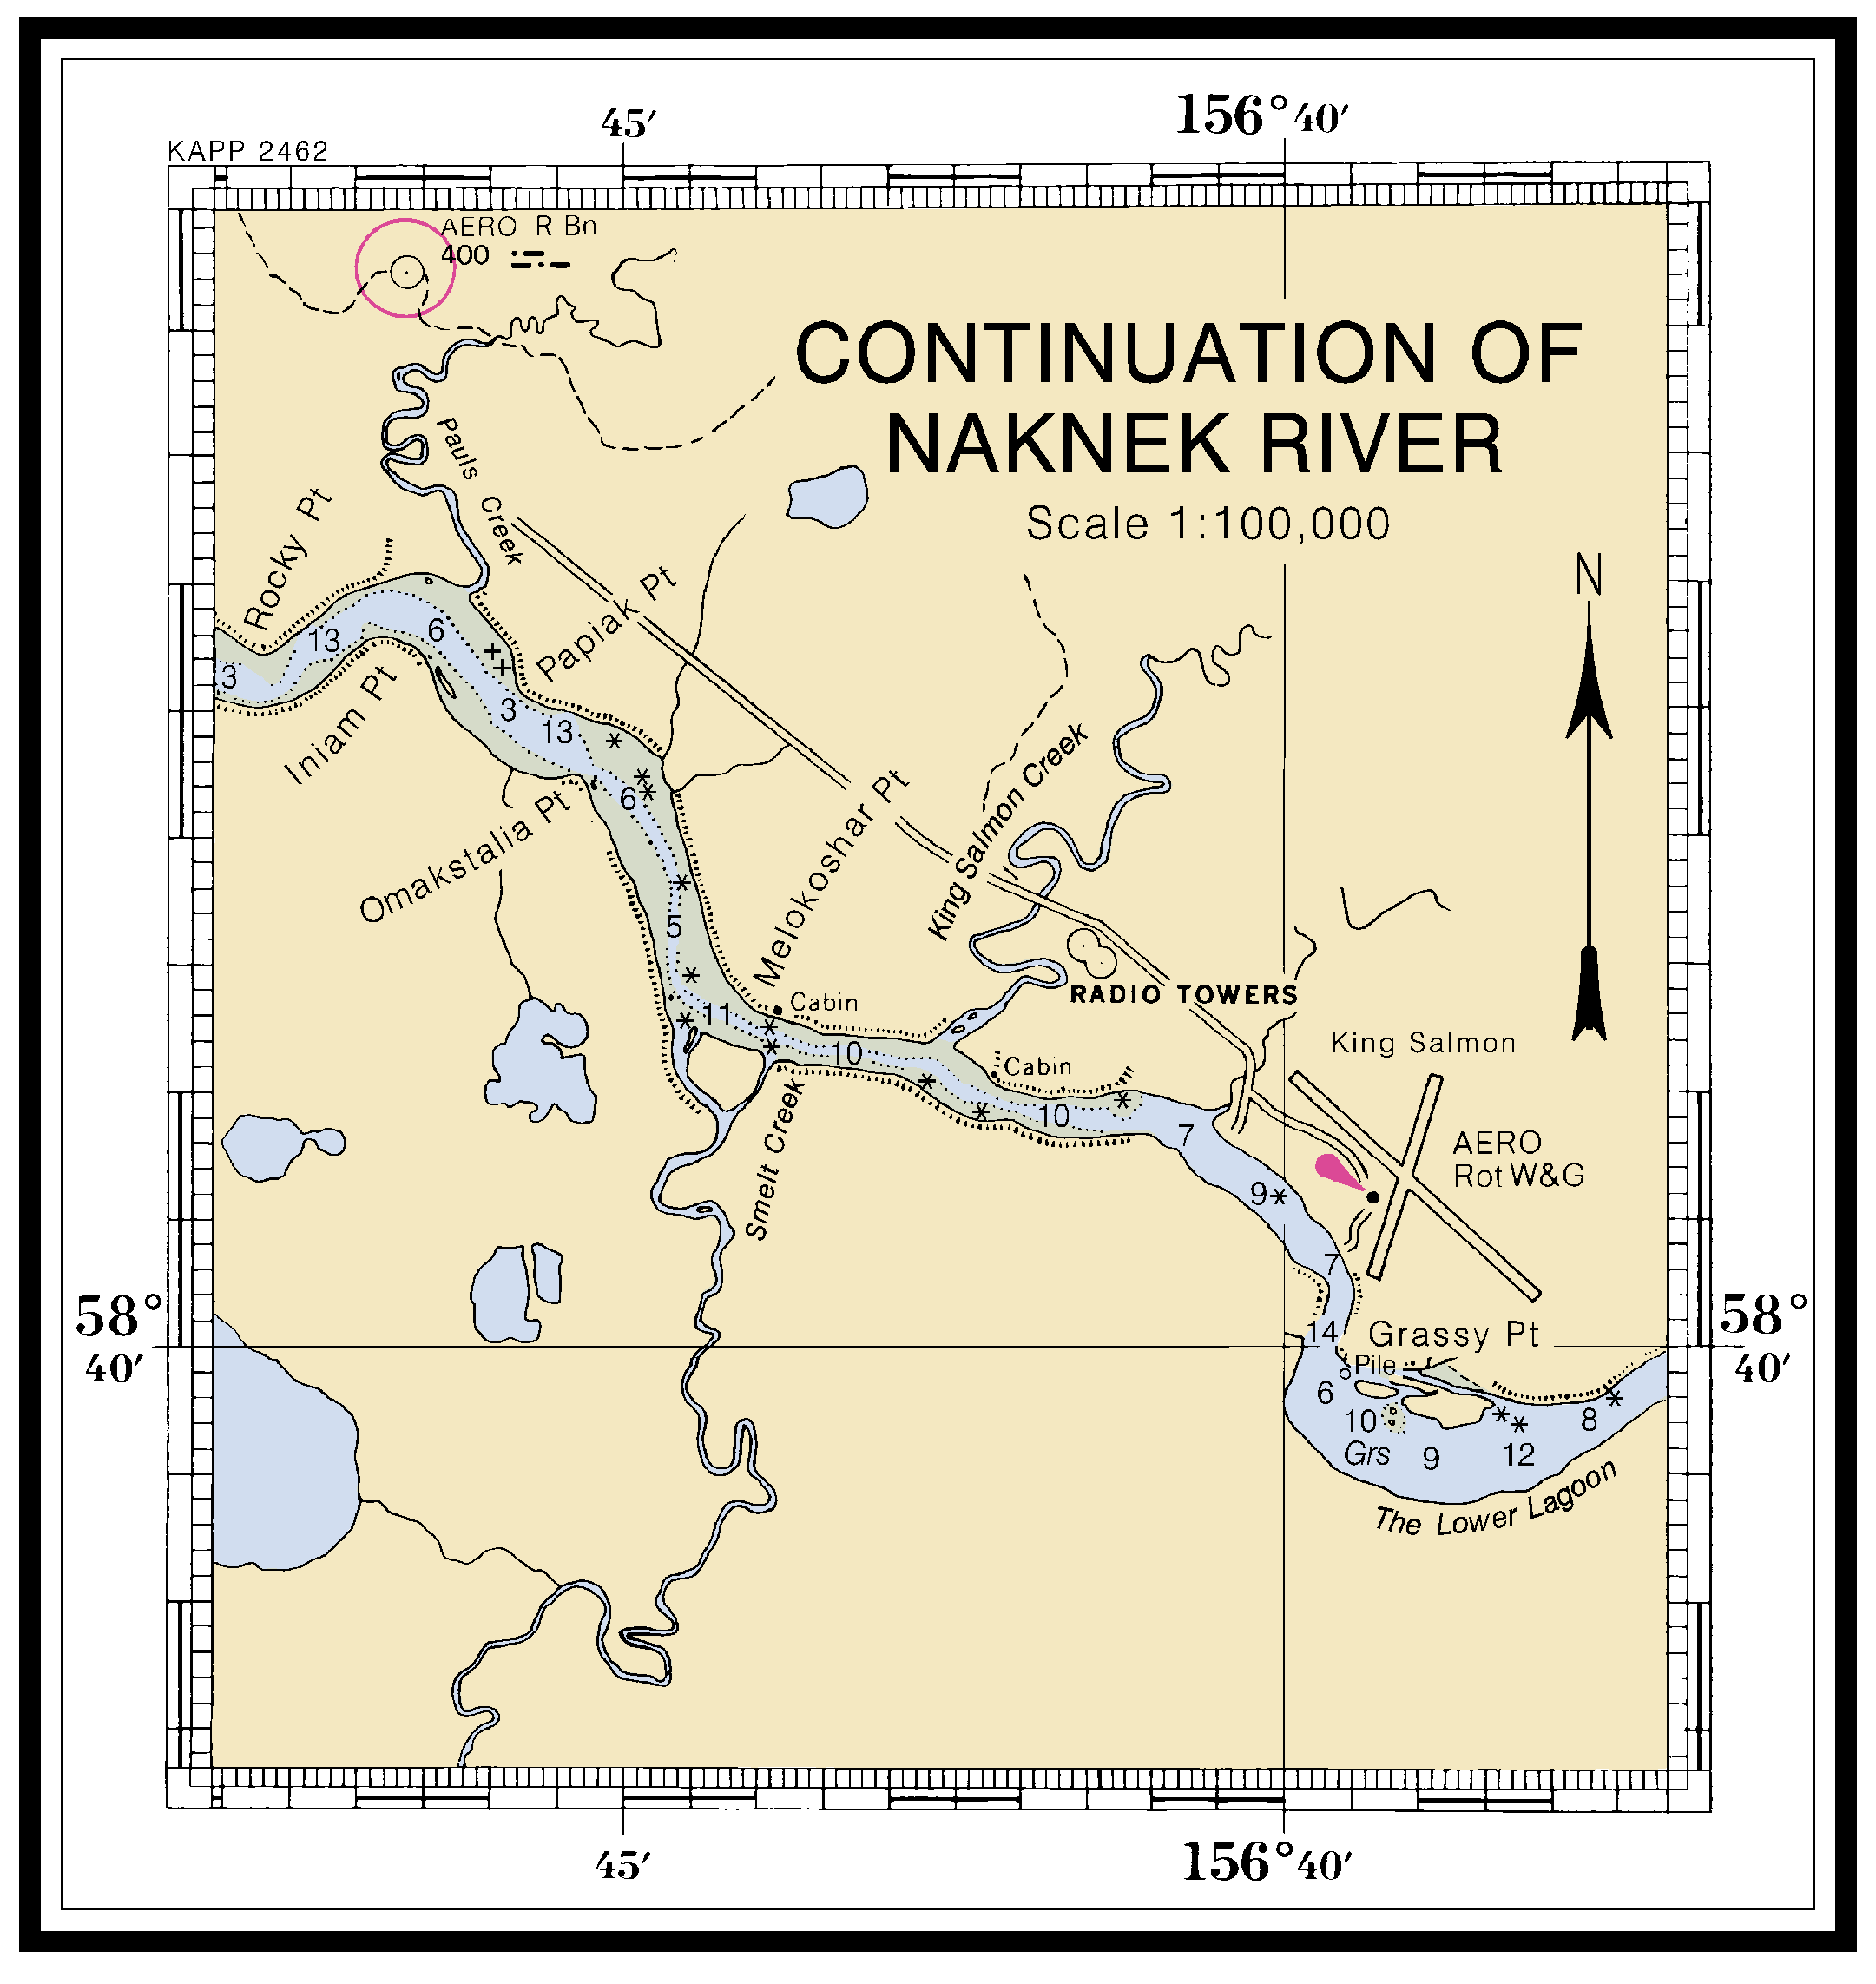 45′
156°40′
KAPP 2462
AERO R Bn
400
CONTINUATION OF
NAKNEK RIVER
Scale 1:100,000
N
Pauls Creek
Rocky Pt
Papiak Pt
13
6
3
Iniam Pt
3
13
6
Omakstalia Pt
King Salmon Creek
Melokoshar Pt
5
RADIO TOWERS
Cabin
11
10
King Salmon
Cabin
10
7
Smelt Creek
AERO
Rot W&G
9
7
58°
40′
14
Grassy Pt
58°
40′
Pile
6
10
8
Grs
9
12
The Lower Lagoon
45′
156°40′